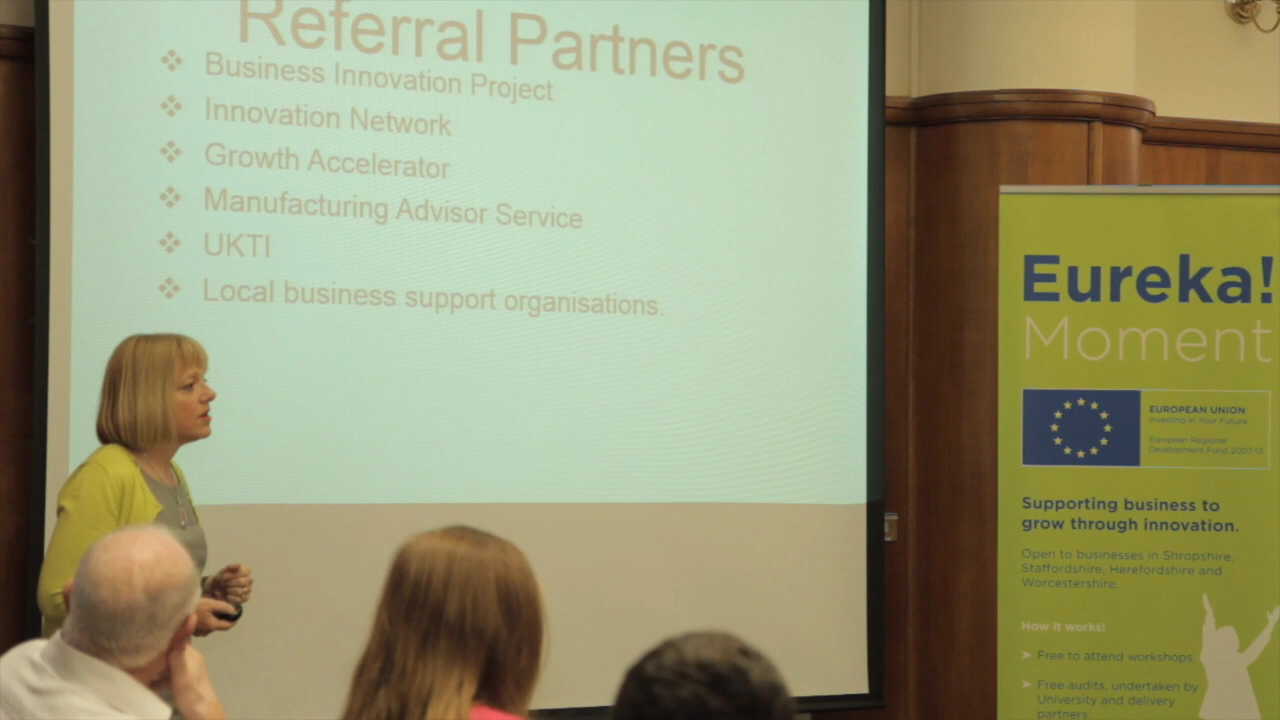 Referral Partners
❖ Business Innovation Project
❖ Innovation Network
❖ Growth Accelerator
❖ Manufacturing Advisor Service
❖ UKTI
❖ Local business support organisations.
Eureka!
Moment
EUROPEAN UNION
Investing in Your Future
European Regional
Development Fund 2007-13
Supporting business to
grow through innovation.
Open to businesses in Shropshire,
Staffordshire, Herefordshire and
Worcestershire.
How it works!
➤ Free to attend workshops.
➤ Free audits, undertaken by
University and delivery
partners